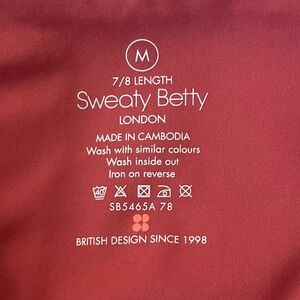 M
7/8 LENGTH
Sweaty Betty
LONDON
MADE IN CAMBODIA
Wash with similar colours
Wash inside out
Iron on reverse
40
SB5465A 78
BRITISH DESIGN SINCE 1998